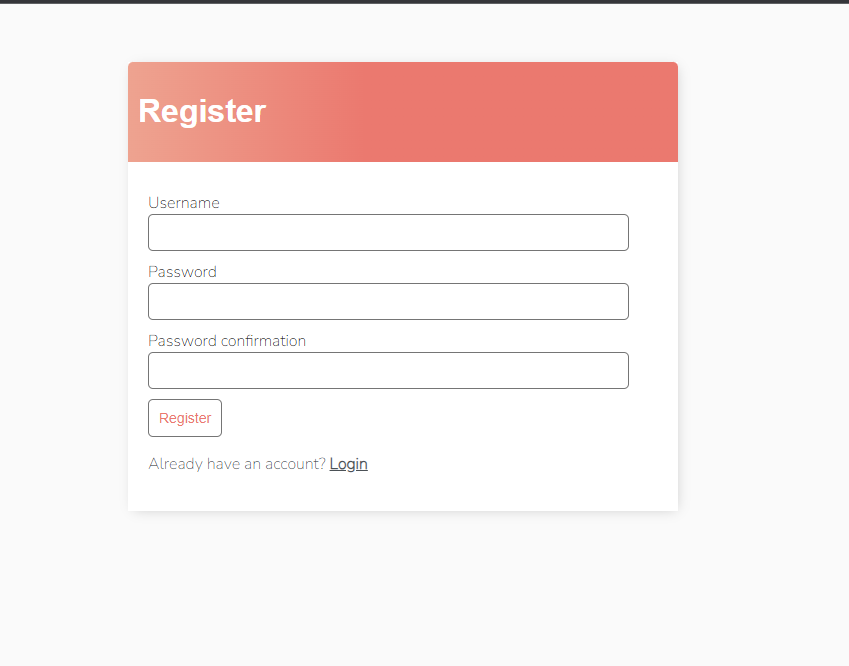 Register
Username
Password
Password confirmation
Register
Already have an account? Login